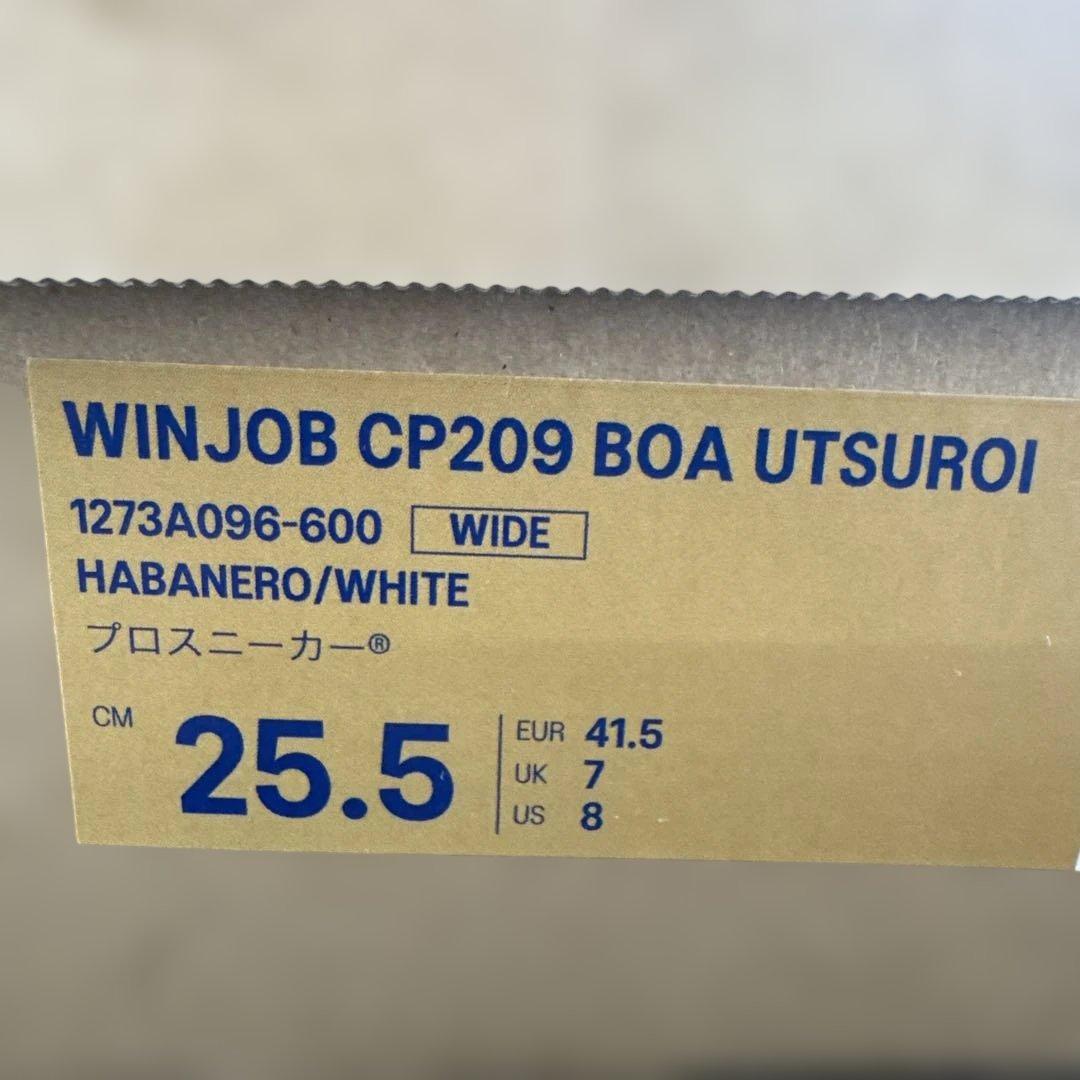 WINJOB CP209 BOA UTSUROI
1273A096-600 WIDE
HABANERO/WHITE
プロスニーカー®
CM 25.5
EUR 41.5
UK 7
US 8